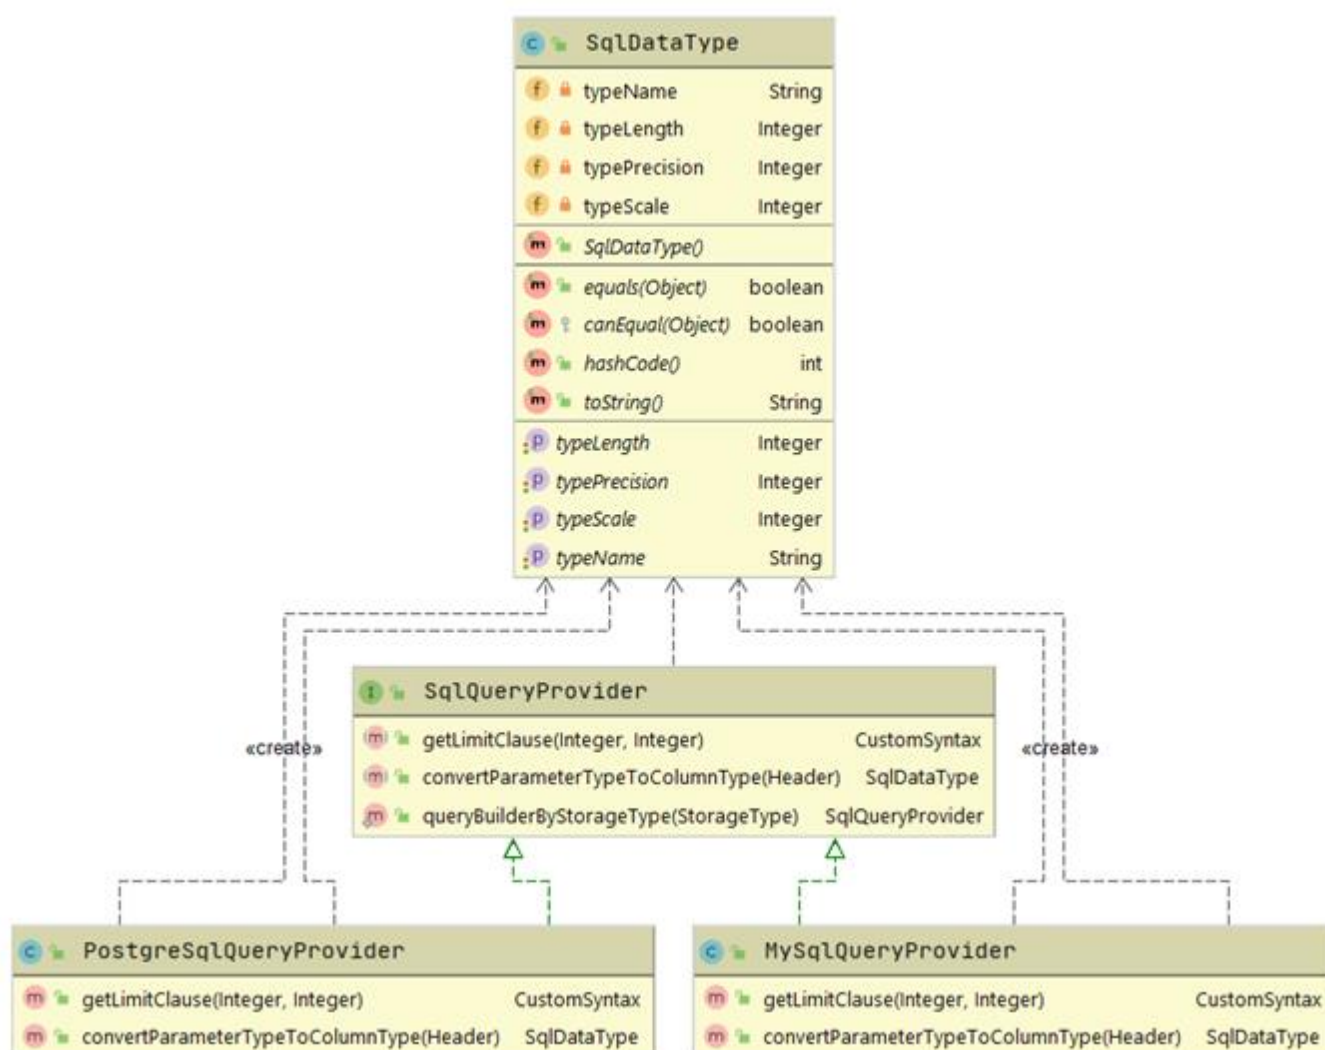 SqlDataType
typeName String
typeLength Integer
typePrecision Integer
typeScale Integer
SqlDataType()
equals(Object) boolean
canEqual(Object) boolean
hashCode() int
toString() String
typeLength Integer
typePrecision Integer
typeScale Integer
typeName String
SqlQueryProvider
«create»
«create»
getLimitClause(Integer, Integer) CustomSyntax
convertParameterTypeToColumnType(Header) SqlDataType
queryBuilderByStorageType(StorageType) SqlQueryProvider
PostgreSqlQueryProvider
getLimitClause(Integer, Integer) CustomSyntax
convertParameterTypeToColumnType(Header) SqlDataType
MySqlQueryProvider
getLimitClause(Integer, Integer) CustomSyntax
convertParameterTypeToColumnType(Header) SqlDataType